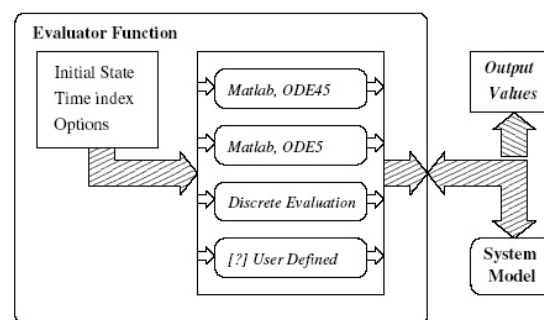 Evaluator Function
Initial State
Time index
Options
Matlab, ODE45
Matlab, ODE5
Discrete Evaluation
[?] User Defined
Output
Values
System
Model